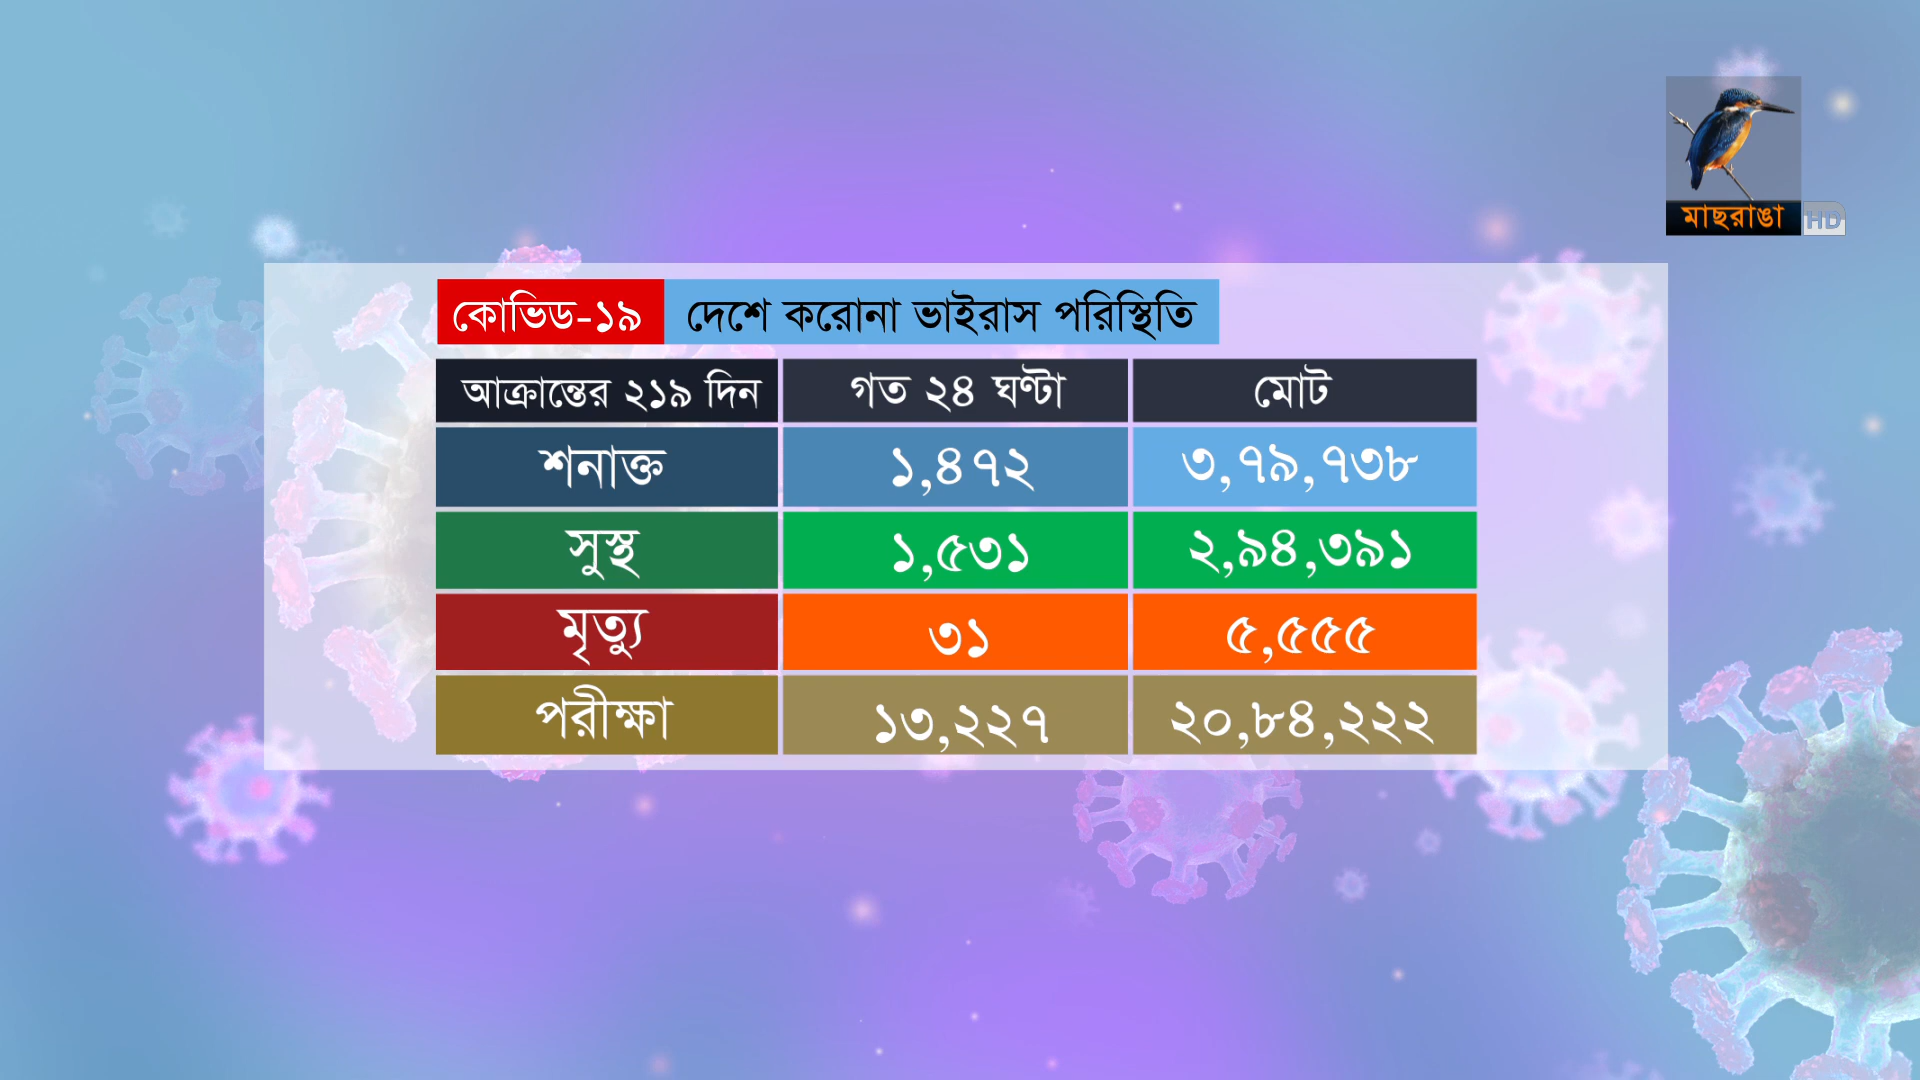 মাছরাঙা HD
কোভিড-১৯ দেশে করোনা ভাইরাস পরিস্থিতি
আক্রান্তের ২১৯ দিন গত ২৪ ঘণ্টা মোট
শনাক্ত ১,৪৭২ ৩,৭৯,৭৩৮
সুস্থ ১,৫৩১ ২,৯৪,৩৯১
মৃত্যু ৩১ ৫,৫৫৫
পরীক্ষা ১৩,২২৭ ২০,৮৪,২২২